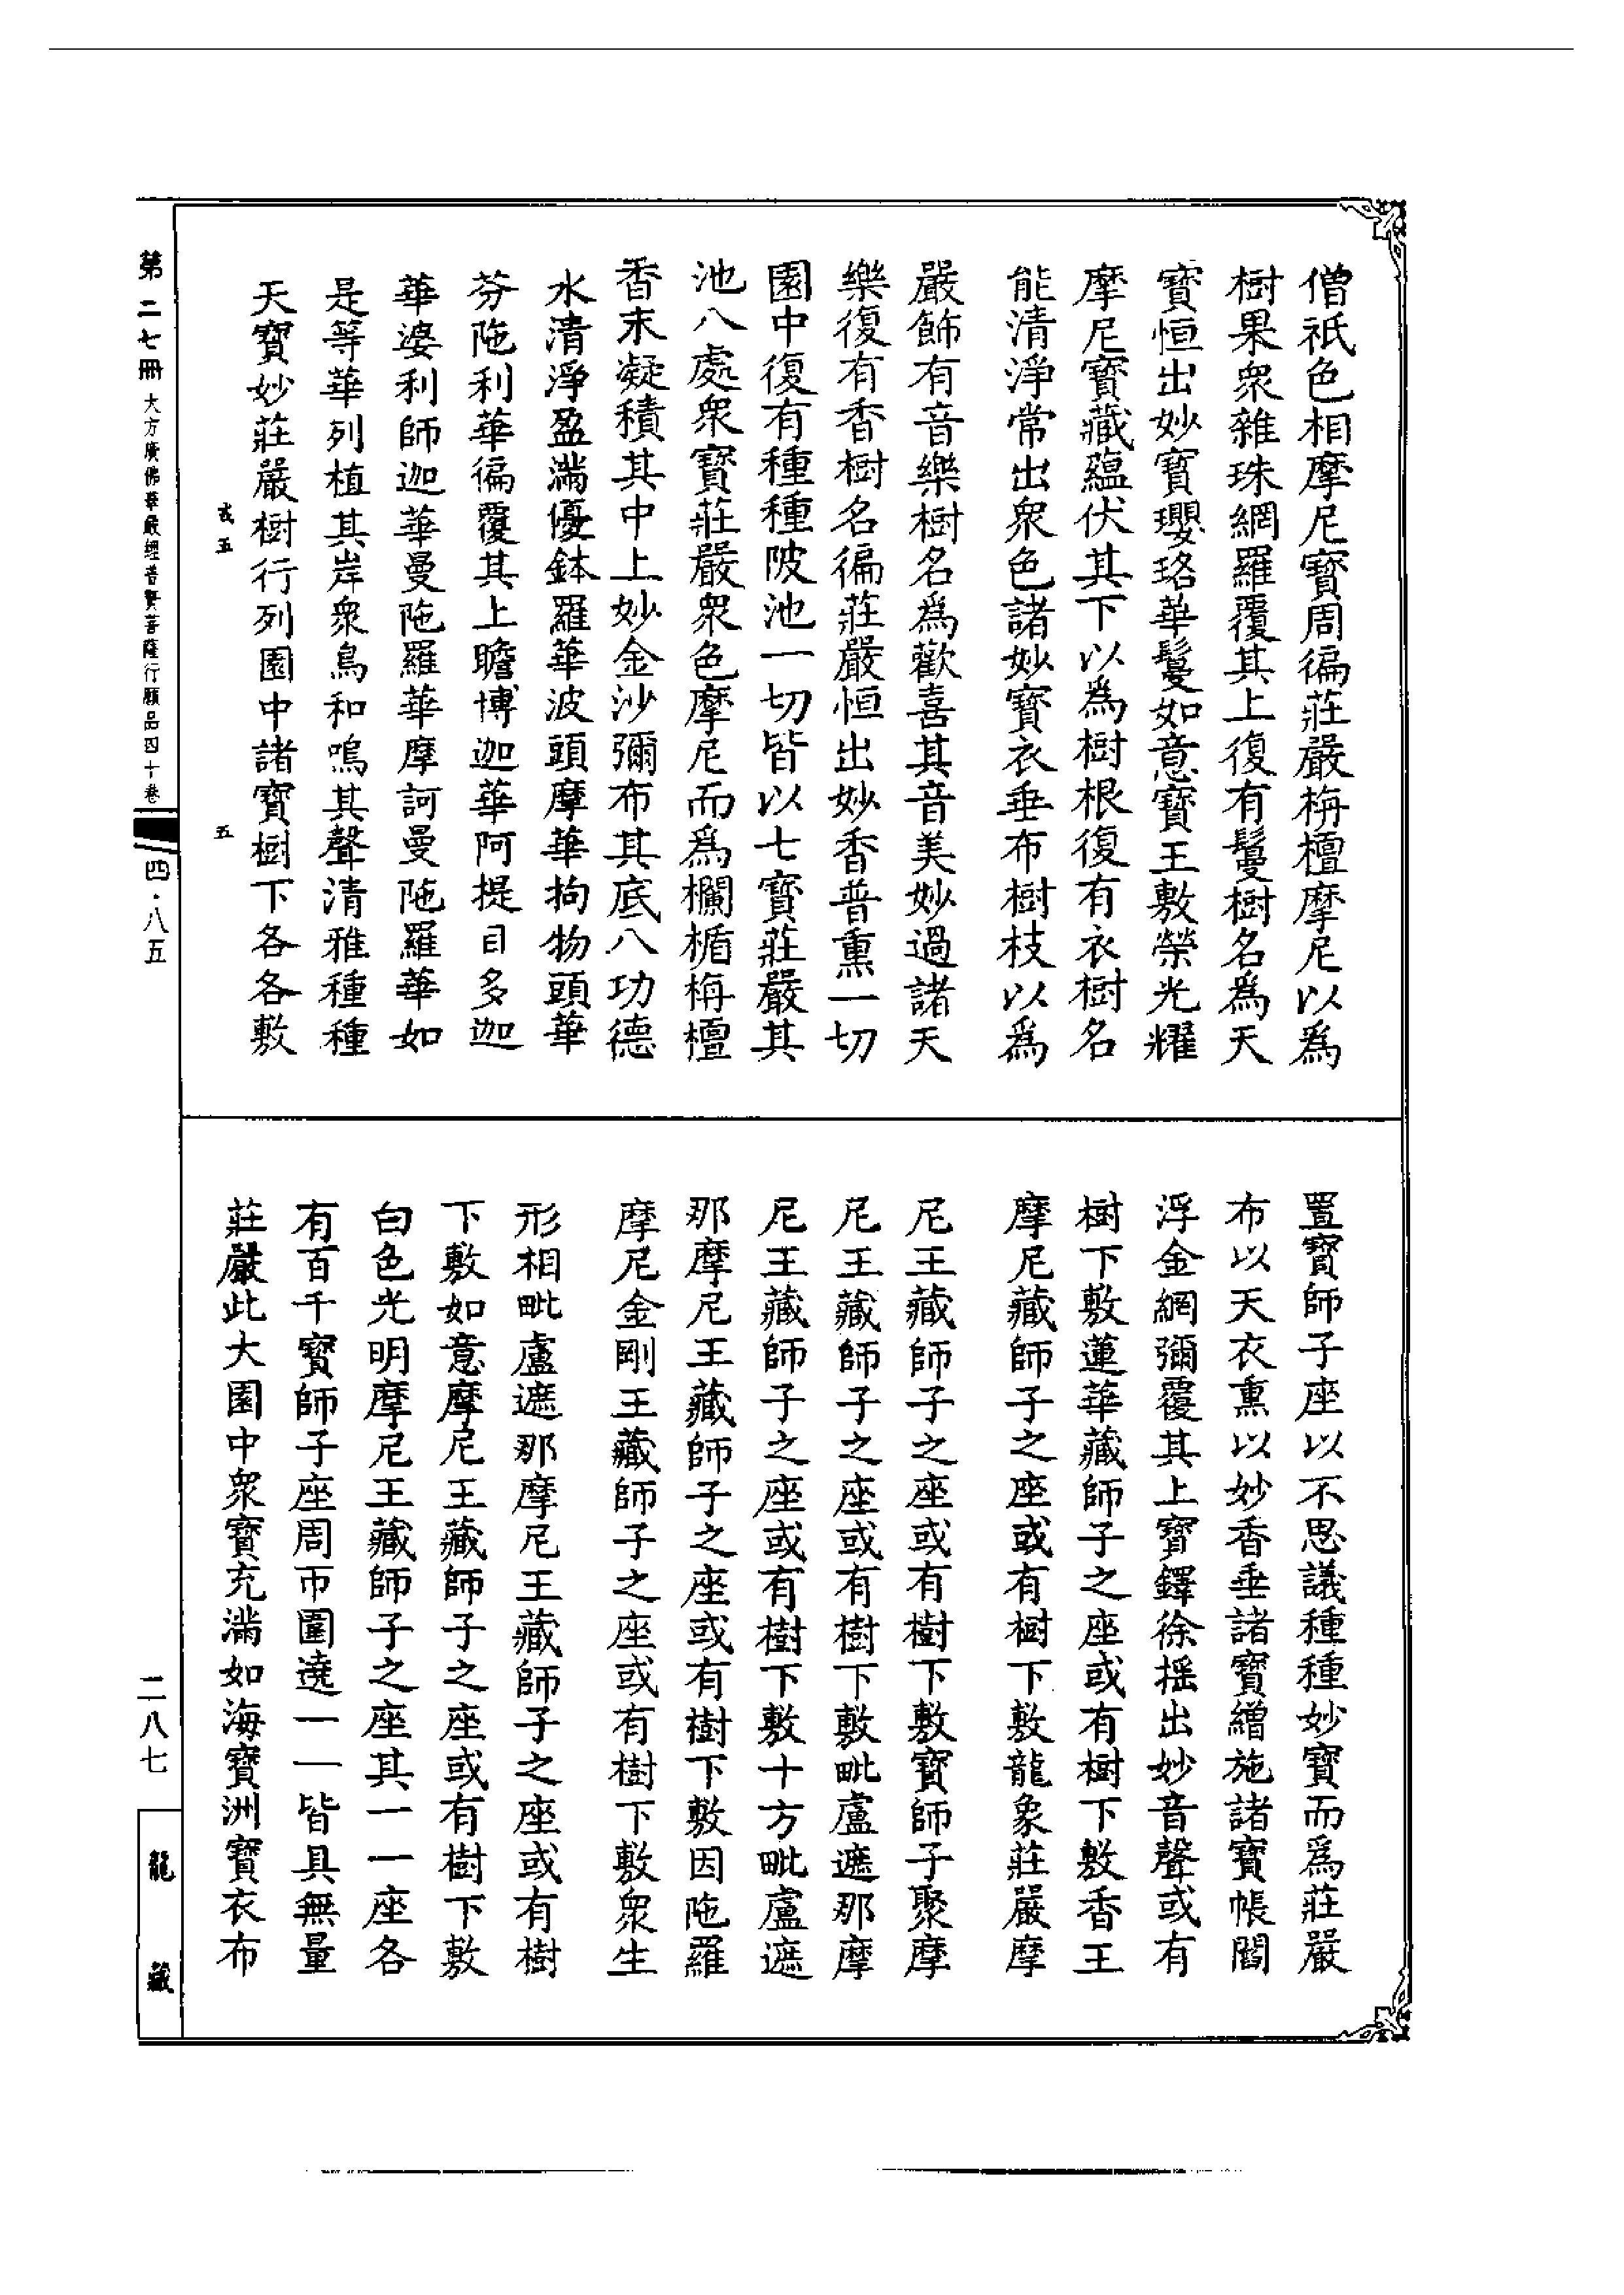 僧祇色相摩尼寶周徧莊嚴栴檀摩尼以為
樹果衆雜珠網羅覆其上復有鬘樹名為天
寶恒出妙寶瓔珞華鬘如意寶王敷榮光耀
摩尼寶藏蘊伏其下以為樹根復有衣樹名
能清淨常出衆色諸妙寶衣垂布樹枝以為
嚴飾有音樂樹名為歡喜其音美妙過諸天
樂復有香樹名徧莊嚴恒出妙香普熏一切
園中復有種種陂池一切皆以七寶莊嚴其
池八處衆寶莊嚴衆色摩尼而為欄楯栴檀
香末凝積其中上妙金沙彌布其底八功德
水清淨盈滿優鉢羅華波頭摩華拘物頭華
芬陁利華徧覆其上瞻博迦華阿提目多迦
華婆利師迦華曼陁羅華摩訶曼陁羅華如
是等華列植其岸衆鳥和鳴其聲清雅種種
天寶妙莊嚴樹行列園中諸寶樹下各各敷
置寶師子座以不思議種種妙寶而為莊嚴
布以天衣熏以妙香垂諸寶繒施諸寶帳閻
浮金網彌覆其上寶鐸徐搖出妙音聲或有
樹下敷蓮華藏師子之座或有樹下敷香王
摩尼藏師子之座或有樹下敷龍象莊嚴摩
尼王藏師子之座或有樹下敷寶師子聚摩
尼王藏師子之座或有樹下敷毗盧遮那摩
尼王藏師子之座或有樹下敷十方毗盧遮
那摩尼王藏師子之座或有樹下敷因陁羅
摩尼金剛王藏師子之座或有樹下敷衆生
形相毗盧遮那摩尼王藏師子之座或有樹
下敷如意摩尼王藏師子之座或有樹下敷
白色光明摩尼王藏師子之座其一一座各
有百千寶師子座周帀圍遶一一皆具無量
莊嚴此大園中衆寶充滿如海寶洲寶衣布
第二七冊 大方廣佛華嚴經普賢菩薩行願品四十卷 四・八五
五
二八七
龍藏